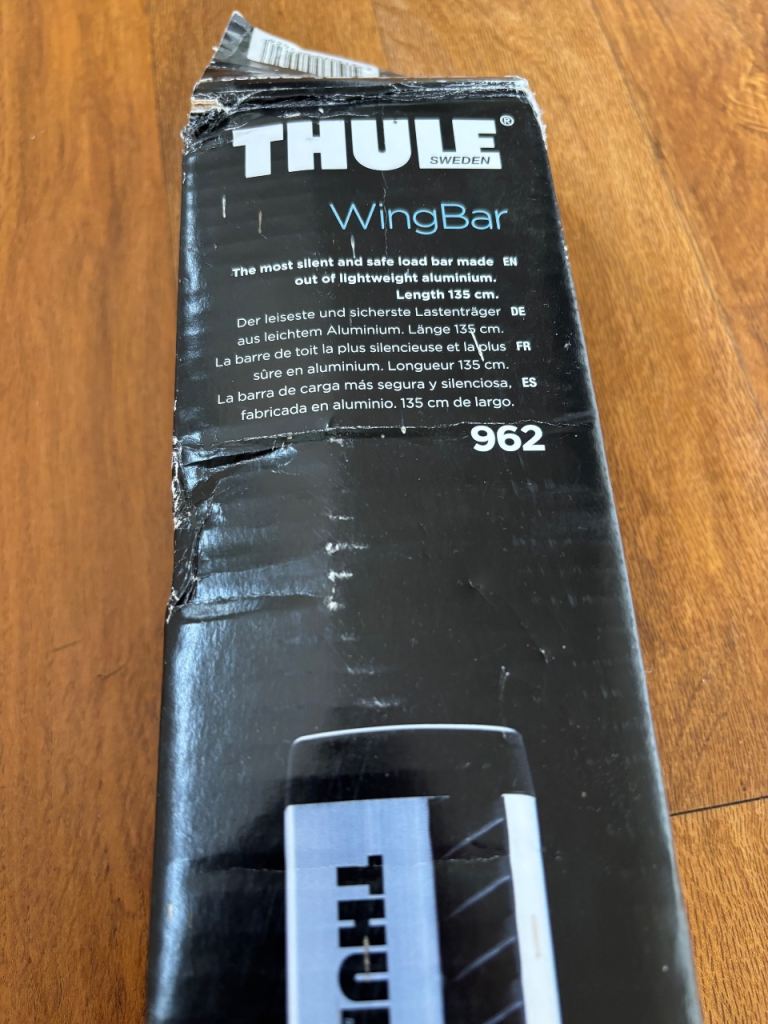 THULE®
SWEDEN
WingBar
The most silent and safe load bar made EN
out of lightweight aluminium.
Length 135 cm.
Der leiseste und sicherste Lastenträger DE
aus leichtem Aluminium. Länge 135 cm.
La barre de toit la plus silencieuse et la plus FR
sûre en aluminium. Longueur 135 cm.
La barra de carga más segura y silenciosa, ES
fabricada en aluminio. 135 cm de largo.
962
THU